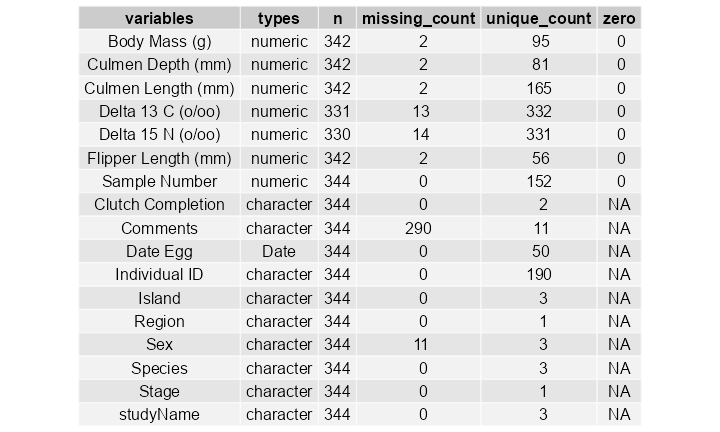 variables types n missing_count unique_count zero
Body Mass (g) numeric 342 2 95 0
Culmen Depth (mm) numeric 342 2 81 0
Culmen Length (mm) numeric 342 2 165 0
Delta 13 C (o/oo) numeric 331 13 332 0
Delta 15 N (o/oo) numeric 330 14 331 0
Flipper Length (mm) numeric 342 2 56 0
Sample Number numeric 344 0 152 0
Clutch Completion character 344 0 2 NA
Comments character 344 290 11 NA
Date Egg Date 344 0 50 NA
Individual ID character 344 0 190 NA
Island character 344 0 3 NA
Region character 344 0 1 NA
Sex character 344 11 3 NA
Species character 344 0 3 NA
Stage character 344 0 1 NA
studyName character 344 0 3 NA